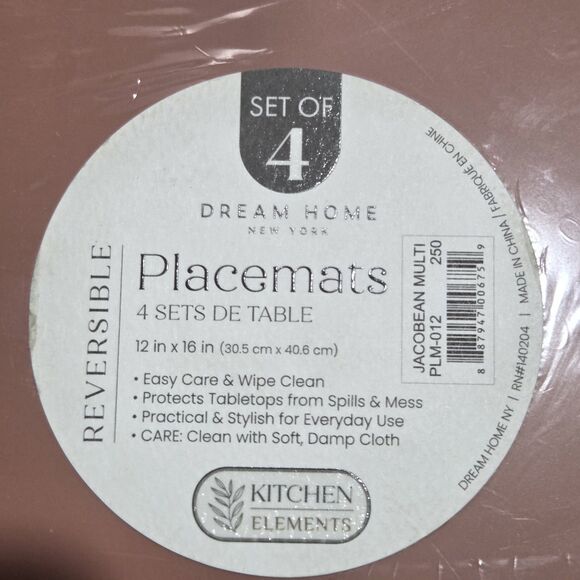 SET OF
4
DREAM HOME
NEW YORK
REVERSIBLE
Placemats
4 SETS DE TABLE
12 in x 16 in (30.5 cm x 40.6 cm)
• Easy Care & Wipe Clean
• Protects Tabletops from Spills & Mess
• Practical & Stylish for Everyday Use
• CARE: Clean with Soft, Damp Cloth
KITCHEN
ELEMENTS
JACOBEAN MULTI
PLM-012 250
8 87947 00675 9
DREAM HOME NY | RN#140204 | MADE IN CHINA / FABRIQUÉ EN CHINE